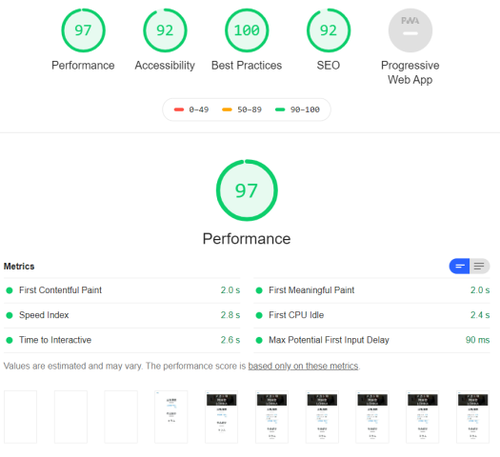 97 92 100 92 PWA
Performance Accessibility Best Practices SEO Progressive
Web App
0–49 50–89 90–100
97
Performance
Metrics
First Contentful Paint 2.0 s First Meaningful Paint 2.0 s
Speed Index 2.8 s First CPU Idle 2.4 s
Time to Interactive 2.6 s Max Potential First Input Delay 90 ms
Values are estimated and may vary. The performance score is based only on these metrics.